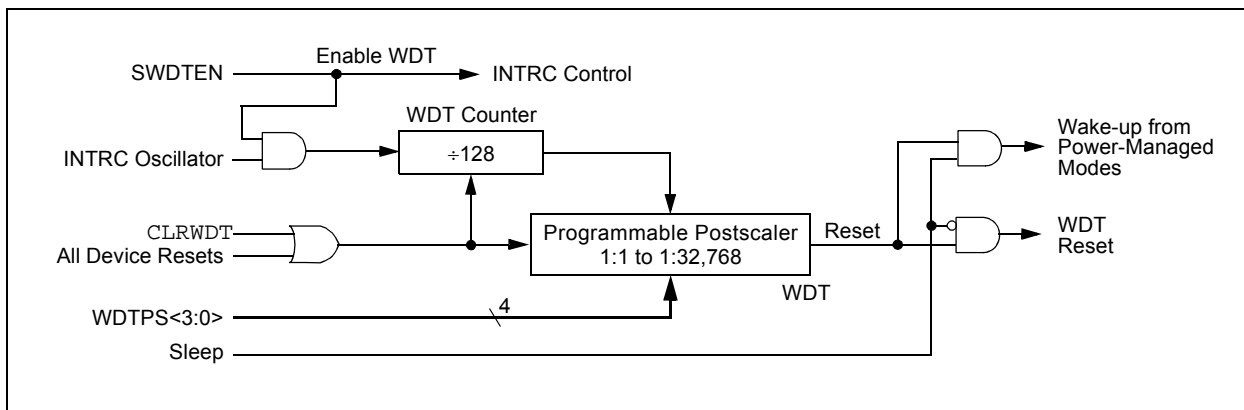 Enable WDT
SWDTEN
INTRC Control
WDT Counter
INTRC Oscillator
÷128
Wake-up from
Power-Managed
Modes
CLRWDT
All Device Resets
Programmable Postscaler
1:1 to 1:32,768
Reset
WDT
Reset
WDT
4
WDTPS<3:0>
Sleep